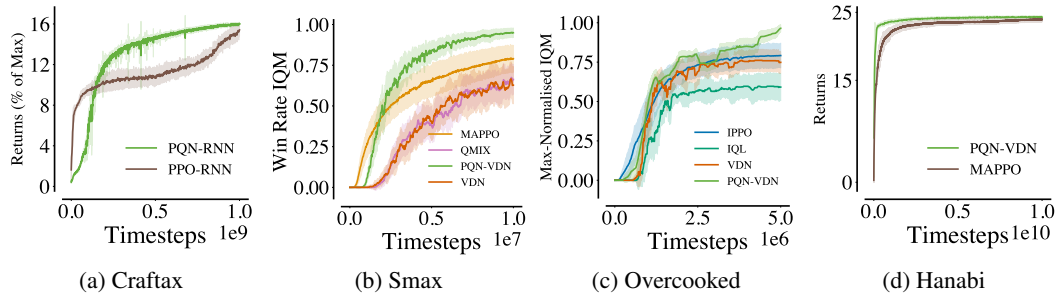 Returns (% of Max)
16
12
8
4
0
PQN-RNN
PPO-RNN
0.0
0.5
1.0
Timesteps
1e9
(a) Craftax
Win Rate IQM
1.00
0.75
0.50
0.25
0.00
MAPPO
QMIX
PQN-VDN
VDN
0.0
0.5
1.0
Timesteps
1e7
(b) Smax
Max-Normalised IQM
1.00
0.75
0.50
0.25
0.00
IPPO
IQL
VDN
PQN-VDN
0.0
2.5
5.0
Timesteps
1e6
(c) Overcooked
Returns
25
15
0
PQN-VDN
MAPPO
0.0
0.5
1.0
Timesteps
1e10
(d) Hanabi